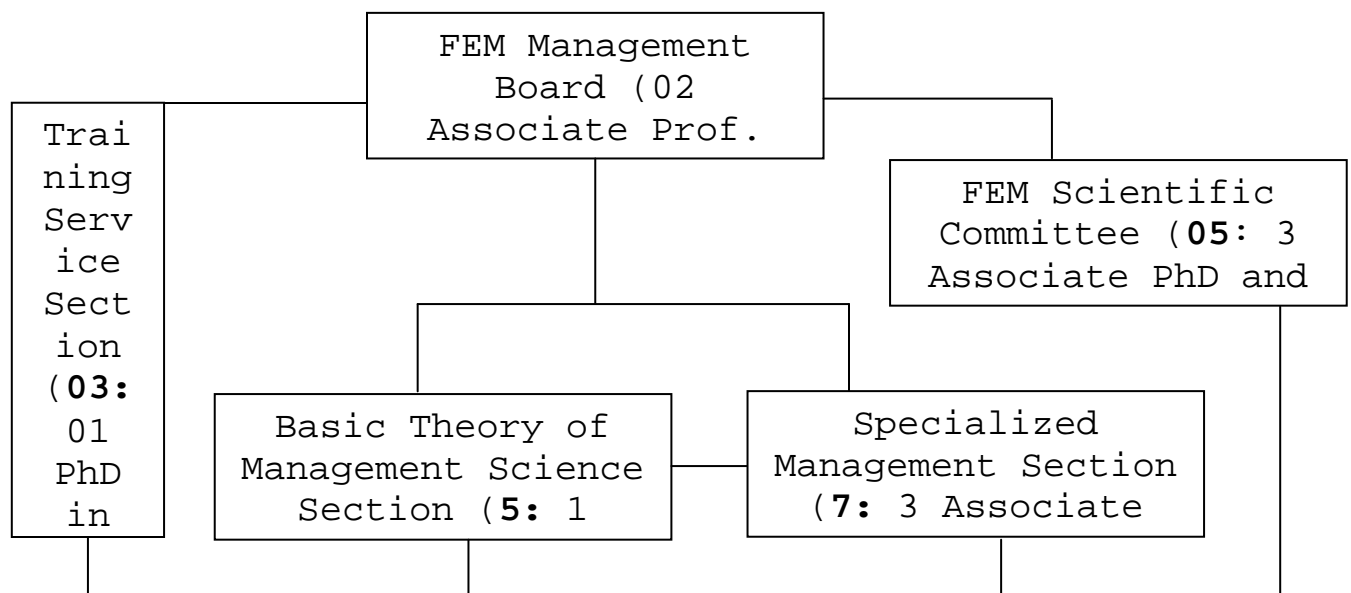 FEM Management
Board (02
Associate Prof.
Trai
ning
Serv
ice
Sect
ion
(03:
01
PhD
in
FEM Scientific
Committee (05: 3
Associate PhD and
Basic Theory of
Management Science
Section (5: 1
Specialized
Management Section
(7: 3 Associate